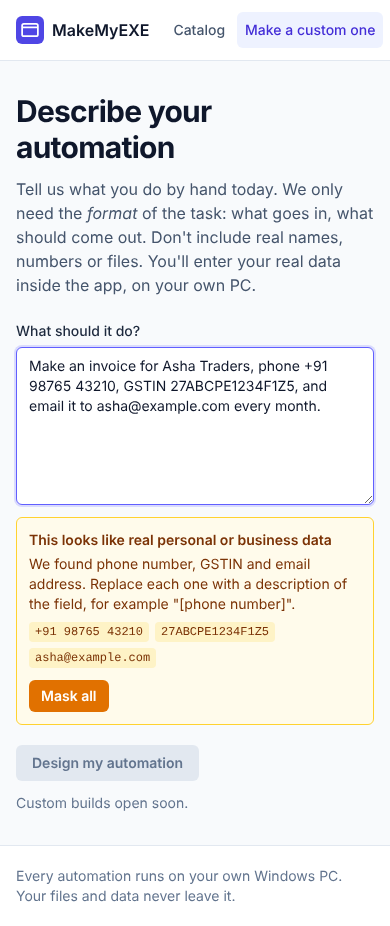 MakeMyEXE
Catalog
Make a custom one
Describe your
automation
Tell us what you do by hand today. We only
need the format of the task: what goes in, what
should come out. Don't include real names,
numbers or files. You'll enter your real data
inside the app, on your own PC.
What should it do?
Make an invoice for Asha Traders, phone +91
98765 43210, GSTIN 27ABCPE1234F1Z5, and
email it to asha@example.com every month.
This looks like real personal or business data
We found phone number, GSTIN and email
address. Replace each one with a description of
the field, for example "[phone number]".
+91 98765 43210 27ABCPE1234F1Z5
asha@example.com
Mask all
Design my automation
Custom builds open soon.
Every automation runs on your own Windows PC.
Your files and data never leave it.